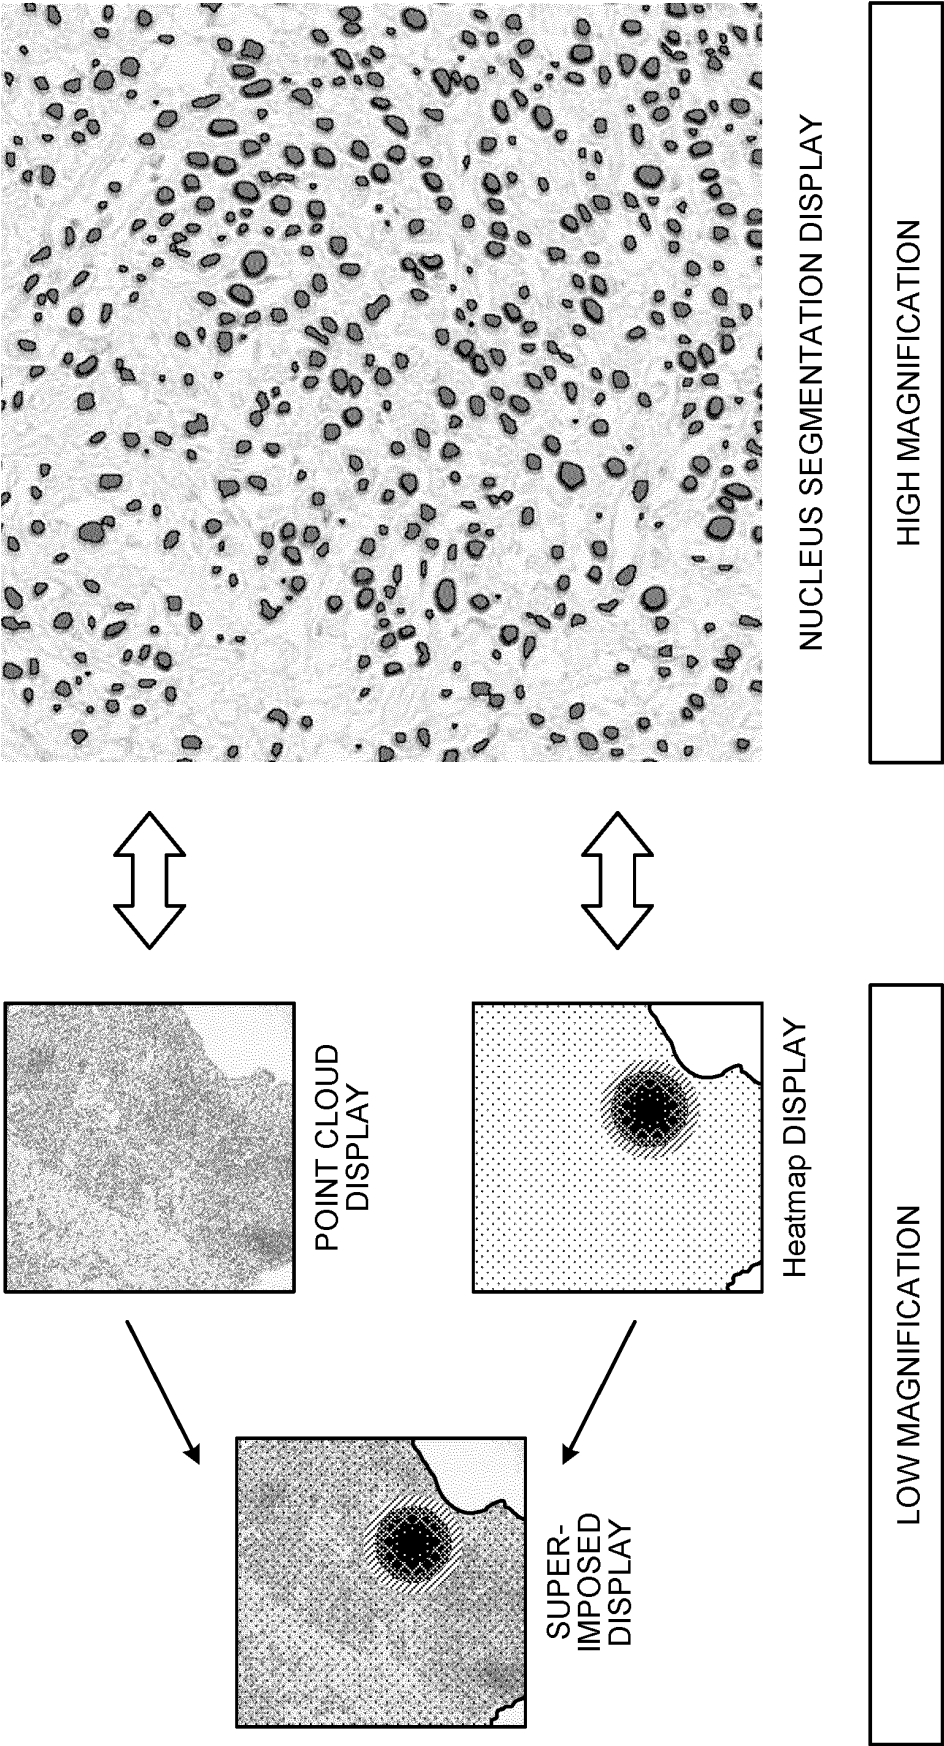 LOW MAGNIFICATION
HIGH MAGNIFICATION
SUPER-
IMPOSED
DISPLAY
POINT CLOUD
DISPLAY
Heatmap DISPLAY
NUCLEUS SEGMENTATION DISPLAY